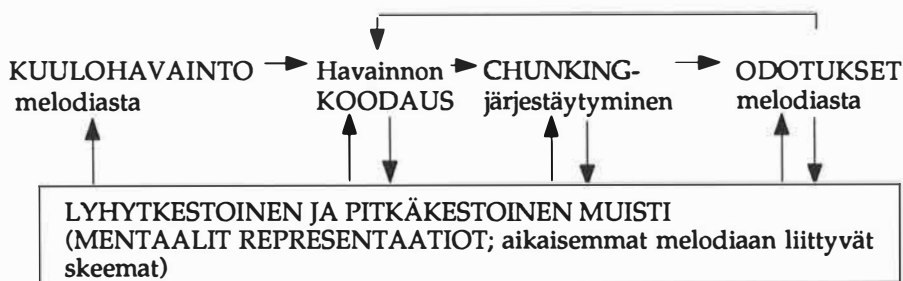 KUULOHAVAINTO
melodiasta
Havainnon
KOODAUS
CHUNKING-
järjestäytyminen
ODOTUKSET
melodiasta
LYHYTKESTOINEN JA PITKÄKESTOINEN MUISTI
(MENTAALIT REPRESENTAATIOT; aikaisemmat melodiaan liittyvät
skeemat)